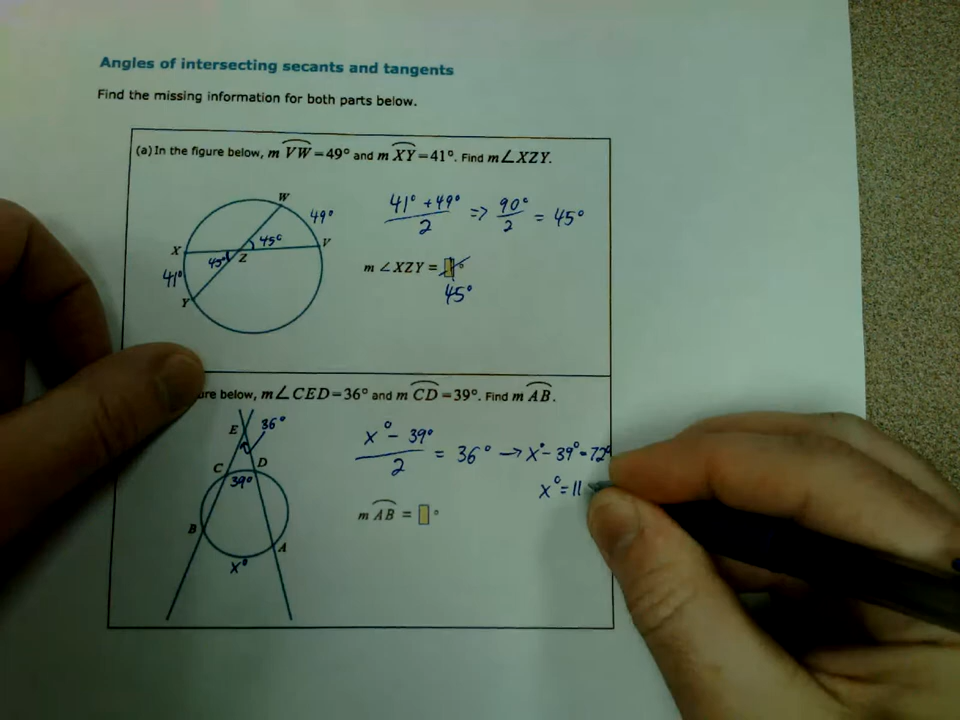 Angles of intersecting secants and tangents
Find the missing information for both parts below.
(a) In the figure below, m VW = 49° and m XY = 41°. Find m∠XZY.
W
49°
X
45°
V
45°
Z
41°
Y
41° + 49° / 2 => 90° / 2 = 45°
m ∠XZY = °
45°
ure below, m∠CED = 36° and m CD = 39°. Find m AB.
E
36°
C
D
39°
B
A
x°
x° - 39° / 2 = 36° → x° - 39° = 72°
x° = 11
m AB = °